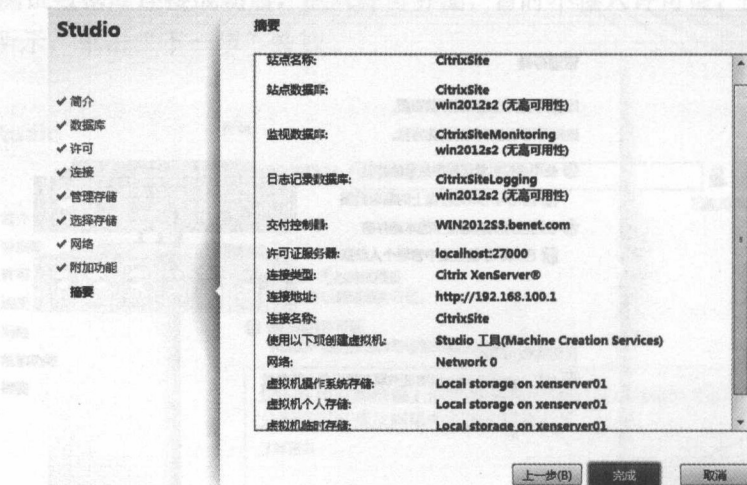 Studio
摘要
简介
数据库
许可
连接
管理存储
选择存储
网络
附加功能
摘要
站点名称: CitrixSite
站点数据库: CitrixSite
win2012s2 (无高可用性)
监视数据库: CitrixSiteMonitoring
win2012s2 (无高可用性)
日志记录数据库: CitrixSiteLogging
win2012s2 (无高可用性)
交付控制器: WIN2012S3.henet.com
许可证服务器: localhost:27000
连接类型: Citrix XenServer®
连接地址: http://192.168.100.1
连接名称: CitrixSite
使用以下项创建虚拟机: Studio 工具(Machine Creation Services)
网络: Network 0
虚拟机操作系统存储: Local storage on xenserver01
虚拟机个人存储: Local storage on xenserver01
虚拟机临时存储: Local storage on xenserver01
上一步(B) 完成 取消